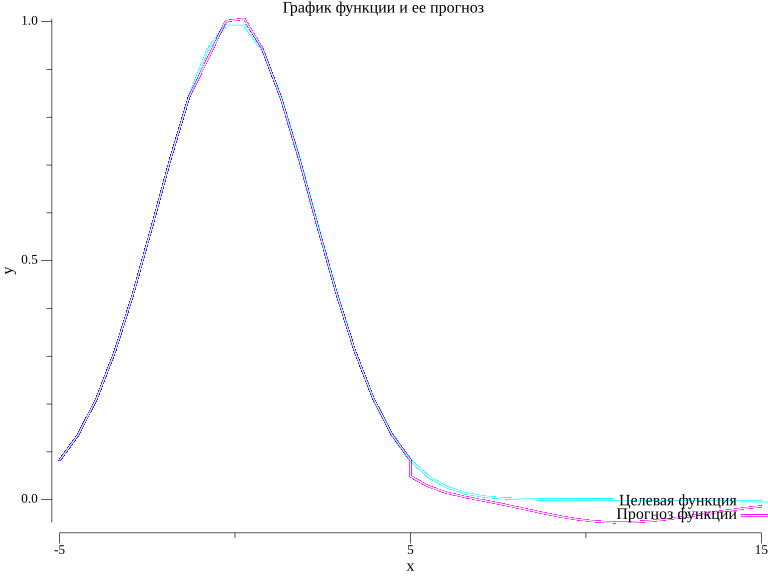 График функции и ее прогноз
1.0
0.5
0.0
y
Целевая функция
Прогноз функции
-5
5
15
x